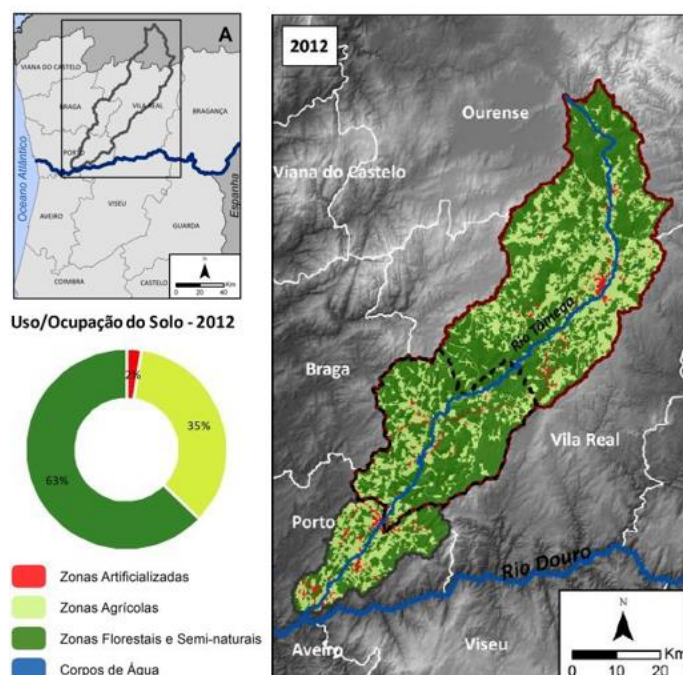 A
VIANA DO CASTELO
BRAGA
VILA REAL
BRAGANÇA
PORTO
Oceano Atlântico
Espanha
AVEIRO
VISEU
GUARDA
COIMBRA
CASTELO
N
0 20 40
Km
Uso/Ocupação do Solo - 2012
2%
35%
63%
Zonas Artificializadas
Zonas Agrícolas
Zonas Florestais e Semi-naturais
Corpos de Água
2012
Ourense
Viana do Castelo
Rio Tâmega
Braga
Vila Real
Porto
Rio Douro
Aveiro
Viseu
N
Km
0 10 20